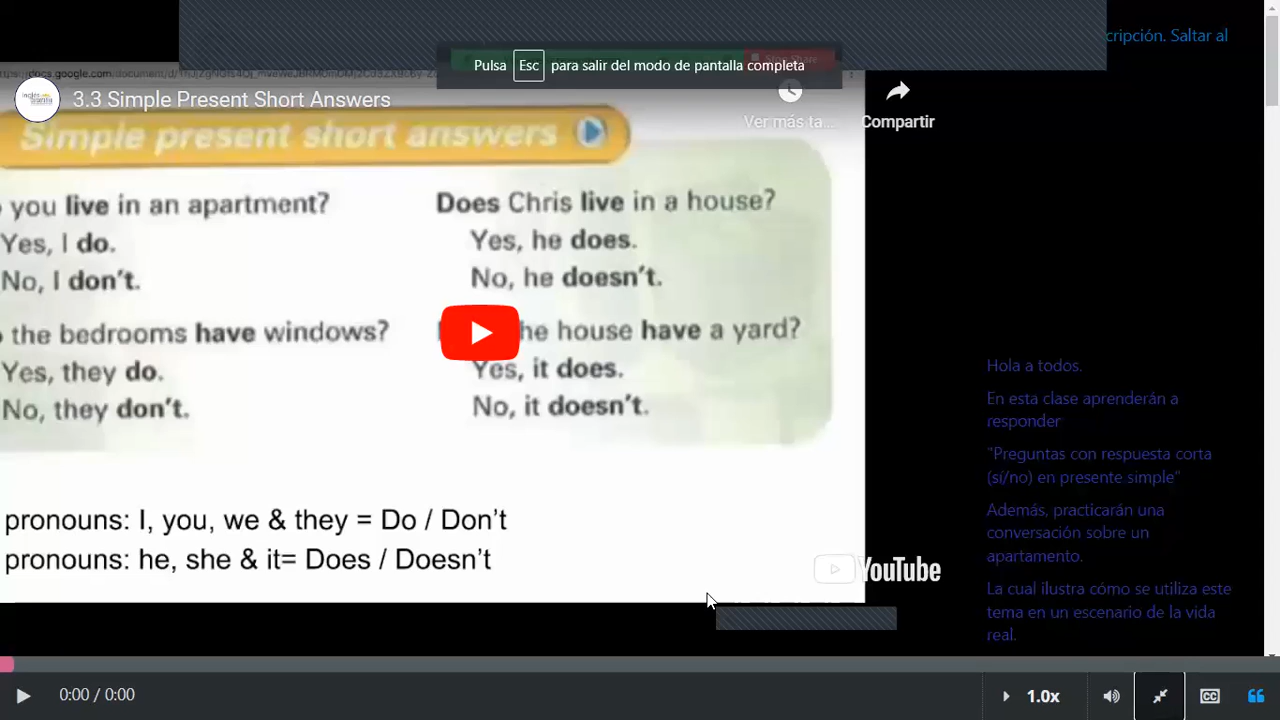 cripción. Saltar al
Pulsa Esc para salir del modo de pantalla completa
3.3 Simple Present Short Answers
Ver más ta...
Compartir
Simple present short answers
you live in an apartment?
Yes, I do.
No, I don't.
the bedrooms have windows?
Yes, they do.
No, they don't.
Does Chris live in a house?
Yes, he does.
No, he doesn't.
he house have a yard?
Yes, it does.
No, it doesn't.
pronouns: I, you, we & they = Do / Don't
pronouns: he, she & it= Does / Doesn't
YouTube
Hola a todos.
En esta clase aprenderán a
responder
"Preguntas con respuesta corta
(sí/no) en presente simple"
Además, practicarán una
conversación sobre un
apartamento.
La cual ilustra cómo se utiliza este
tema en un escenario de la vida
real.
0:00 / 0:00
1.0x
CC